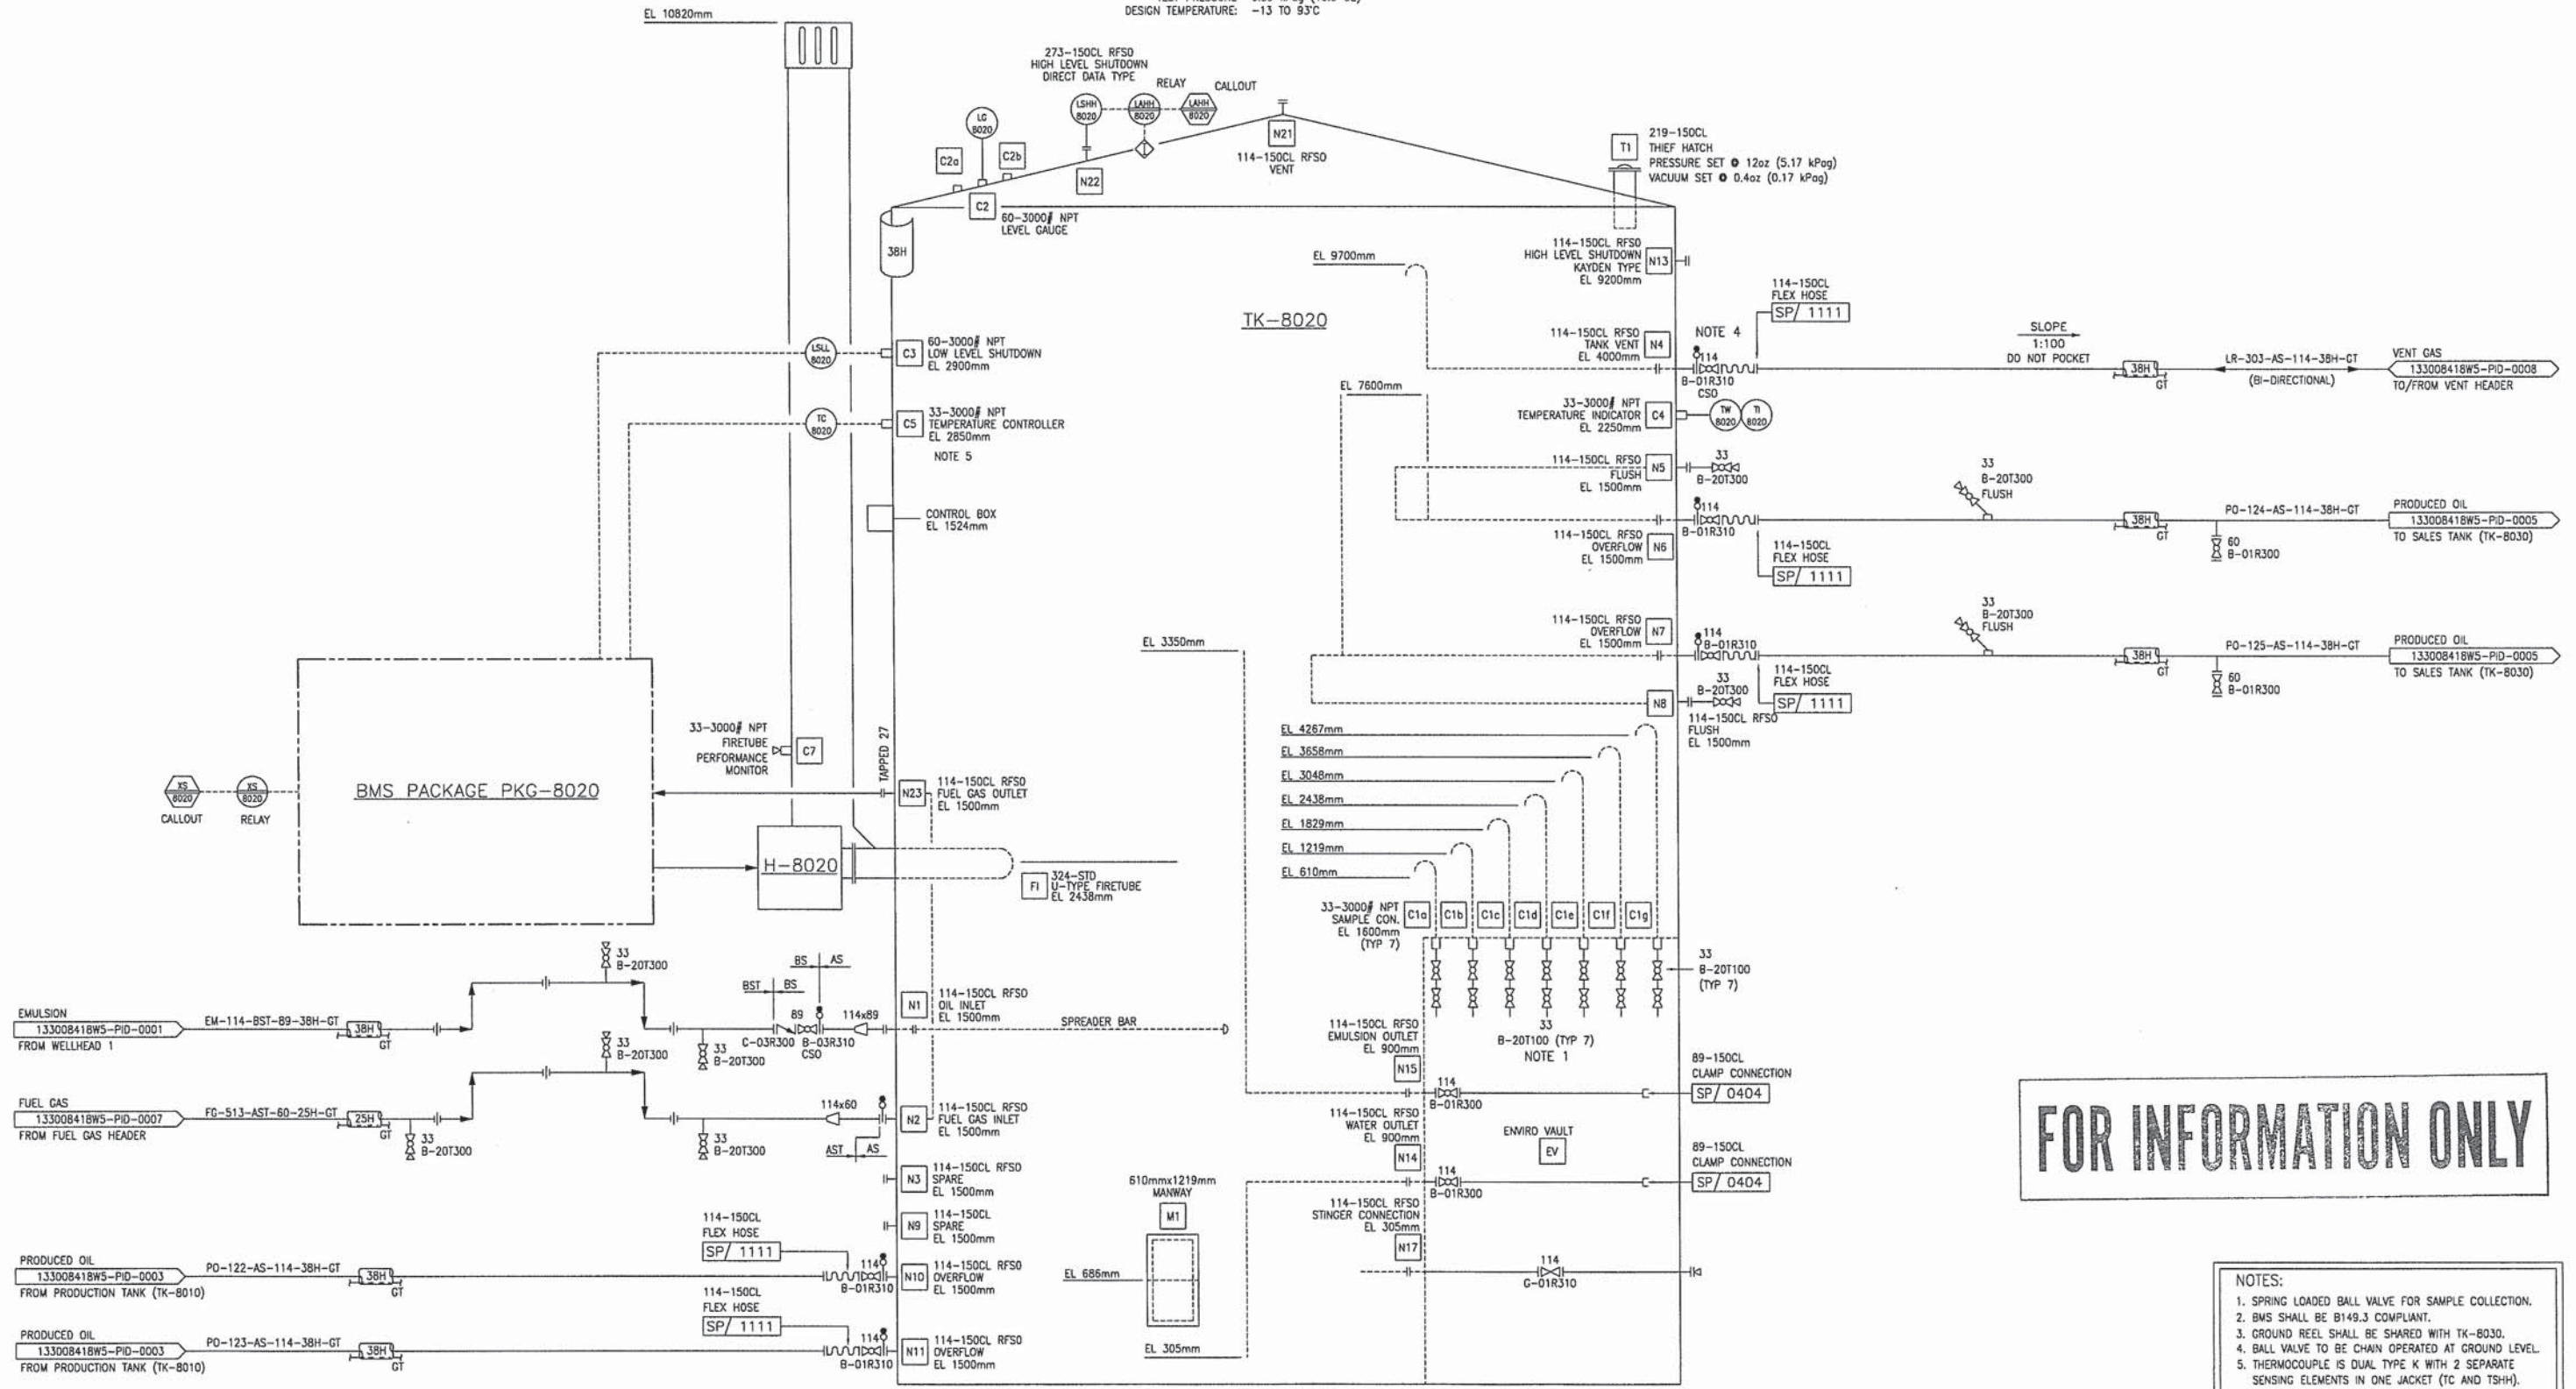 EL 10820mm
DESIGN TEMPERATURE: -13 TO 93°C
273-150CL RFSO
HIGH LEVEL SHUTDOWN
DIRECT DATA TYPE
RELAY
CALLOUT
LSHH
8020
LAHH
8020
LAHH
8020
LG
8020
C2a
C2b
N22
N21
114-150CL RFSO
VENT
C2
60-3000# NPT
LEVEL GAUGE
38H
T1
219-150CL
THIEF HATCH
PRESSURE SET @ 12oz (5.17 kPag)
VACUUM SET @ 0.4oz (0.17 kPag)
114-150CL RFSO
HIGH LEVEL SHUTDOWN
KAYDEN TYPE
EL 9200mm
N13
EL 9700mm
TK-8020
LSLL
8020
C3
60-3000# NPT
LOW LEVEL SHUTDOWN
EL 2900mm
TC
8020
C5
33-3000# NPT
TEMPERATURE CONTROLLER
EL 2850mm
NOTE 5
CONTROL BOX
EL 1524mm
114-150CL RFSO
TANK VENT
EL 4000mm
N4
NOTE 4
114
B-01R310
CSO
114-150CL
FLEX HOSE
SP/ 1111
SLOPE
1:100
DO NOT POCKET
38H
GT
LR-303-AS-114-38H-GT
(BI-DIRECTIONAL)
VENT GAS
133008418W5-PID-0008
TO/FROM VENT HEADER
EL 7600mm
33-3000# NPT
TEMPERATURE INDICATOR
EL 2250mm
C4
TW
8020
TI
8020
114-150CL RFSO
FLUSH
EL 1500mm
N5
33
B-20T300
114
B-01R310
114-150CL RFSO
OVERFLOW
EL 1500mm
N6
114-150CL
FLEX HOSE
SP/ 1111
33
B-20T300
FLUSH
38H
GT
PO-124-AS-114-38H-GT
60
B-01R300
PRODUCED OIL
133008418W5-PID-0005
TO SALES TANK (TK-8030)
114-150CL RFSO
OVERFLOW
EL 1500mm
N7
114
B-01R310
114-150CL
FLEX HOSE
SP/ 1111
33
B-20T300
FLUSH
38H
GT
PO-125-AS-114-38H-GT
60
B-01R300
PRODUCED OIL
133008418W5-PID-0005
TO SALES TANK (TK-8030)
N8
33
B-20T300
114-150CL RFSO
FLUSH
EL 1500mm
EL 3350mm
33-3000# NPT
FIRETUBE
PERFORMANCE
MONITOR
C7
TAPPED 27
N23
114-150CL RFSO
FUEL GAS OUTLET
EL 1500mm
XS
8020
CALLOUT
XS
8020
RELAY
BMS PACKAGE PKG-8020
H-8020
FI
324-STD
U-TYPE FIRETUBE
EL 2438mm
EL 4267mm
EL 3658mm
EL 3048mm
EL 2438mm
EL 1829mm
EL 1219mm
EL 610mm
33-3000# NPT
SAMPLE CON.
EL 1600mm
(TYP 7)
C1a
C1b
C1c
C1d
C1e
C1f
C1g
33
B-20T100
(TYP 7)
33
B-20T100 (TYP 7)
NOTE 1
EMULSION
133008418W5-PID-0001
FROM WELLHEAD 1
EM-114-BST-89-38H-GT
38H
GT
33
B-20T300
33
B-20T300
BST
BS
BS
AS
89
C-03R300
B-03R310
CSO
114x89
N1
114-150CL RFSO
OIL INLET
EL 1500mm
SPREADER BAR
FUEL GAS
133008418W5-PID-0007
FROM FUEL GAS HEADER
FG-513-AST-60-25H-GT
25H
GT
33
B-20T300
33
B-20T300
33
B-20T300
114x60
AST
AS
N2
114-150CL RFSO
FUEL GAS INLET
EL 1500mm
N3
114-150CL RFSO
SPARE
EL 1500mm
N9
114-150CL
SPARE
EL 1500mm
PRODUCED OIL
133008418W5-PID-0003
FROM PRODUCTION TANK (TK-8010)
PO-122-AS-114-38H-GT
38H
GT
114-150CL
FLEX HOSE
SP/ 1111
114
B-01R310
N10
114-150CL RFSO
OVERFLOW
EL 1500mm
PRODUCED OIL
133008418W5-PID-0003
FROM PRODUCTION TANK (TK-8010)
PO-123-AS-114-38H-GT
38H
GT
114-150CL
FLEX HOSE
SP/ 1111
114
B-01R310
N11
114-150CL RFSO
OVERFLOW
EL 1500mm
610mmx1219mm
MANWAY
M1
EL 686mm
EL 305mm
114-150CL RFSO
EMULSION OUTLET
EL 900mm
N15
114
B-01R300
89-150CL
CLAMP CONNECTION
SP/ 0404
114-150CL RFSO
WATER OUTLET
EL 900mm
N14
114
B-01R300
ENVIRO VAULT
EV
89-150CL
CLAMP CONNECTION
SP/ 0404
114-150CL RFSO
STINGER CONNECTION
EL 305mm
N17
114
G-01R310
FOR INFORMATION ONLY
NOTES:
1. SPRING LOADED BALL VALVE FOR SAMPLE COLLECTION.
2. BMS SHALL BE B149.3 COMPLIANT.
3. GROUND REEL SHALL BE SHARED WITH TK-8030.
4. BALL VALVE TO BE CHAIN OPERATED AT GROUND LEVEL.
5. THERMOCOUPLE IS DUAL TYPE K WITH 2 SEPARATE
SENSING ELEMENTS IN ONE JACKET (TC AND TSHH).